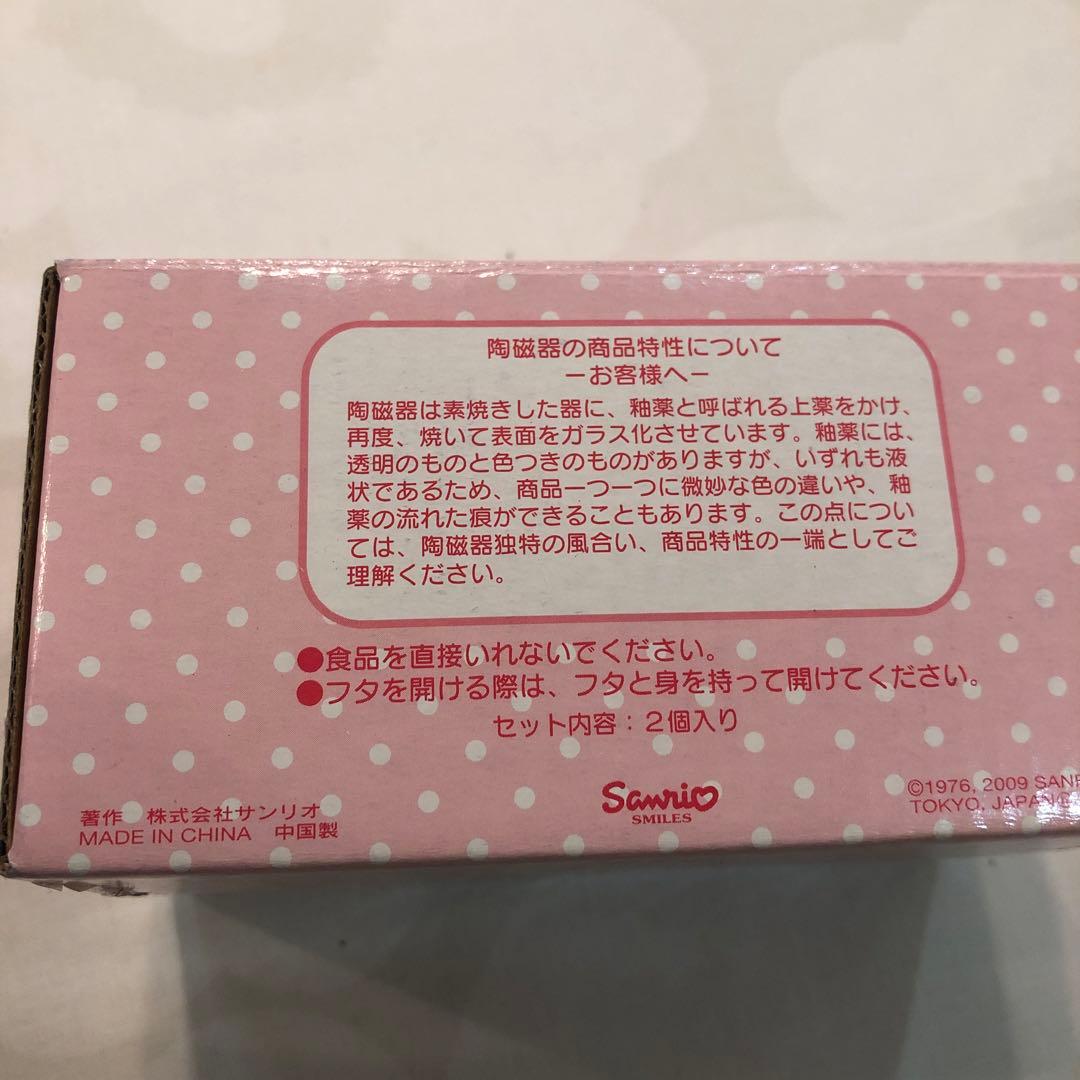 陶磁器の商品特性について
－お客様へ－
陶磁器は素焼きした器に、釉薬と呼ばれる上薬をかけ、
再度、焼いて表面をガラス化させています。釉薬には、
透明のものと色つきのものがありますが、いずれも液
状であるため、商品一つ一つに微妙な色の違いや、釉
薬の流れた痕ができることもあります。この点につい
ては、陶磁器独特の風合い、商品特性の一端としてご
理解ください。
●食品を直接いれないでください。
●フタを開ける際は、フタと身を持って開けてください。
セット内容：2個入り
著作 株式会社サンリオ
MADE IN CHINA 中国製
Sanrio
SMILES
©1976, 2009
TOKYO, JAPAN